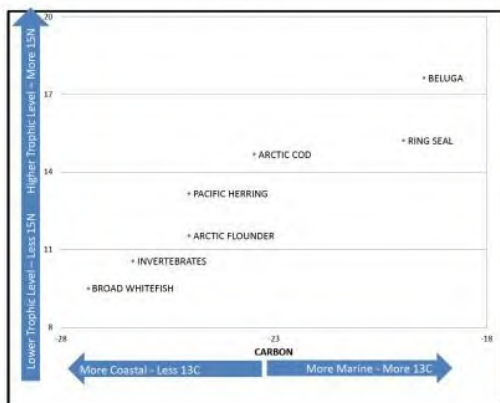 Higher Trophic Level – More 15N
Lower Trophic Level – Less 15N
20
17
14
11
8
BELUGA
RING SEAL
ARCTIC COD
PACIFIC HERRING
ARCTIC FLOUNDER
INVERTEBRATES
BROAD WHITEFISH
-28
-23
-18
CARBON
More Coastal - Less 13C
More Marine - More 13C